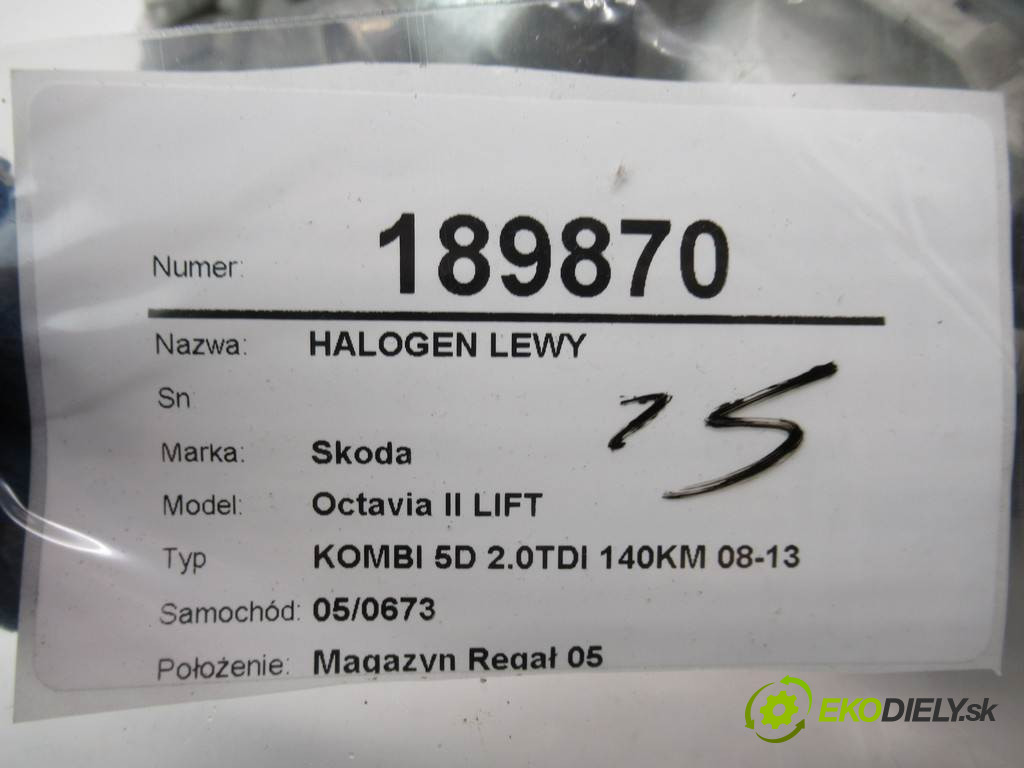 Numer: 189870
Nazwa: HALOGEN LEWY
Sn
Marka: Skoda
Model: Octavia II LIFT
Typ KOMBI 5D 2.0TDI 140KM 08-13
Samochód: 05/0673
Położenie: Magazyn Regał 05
EKODIELY.sk